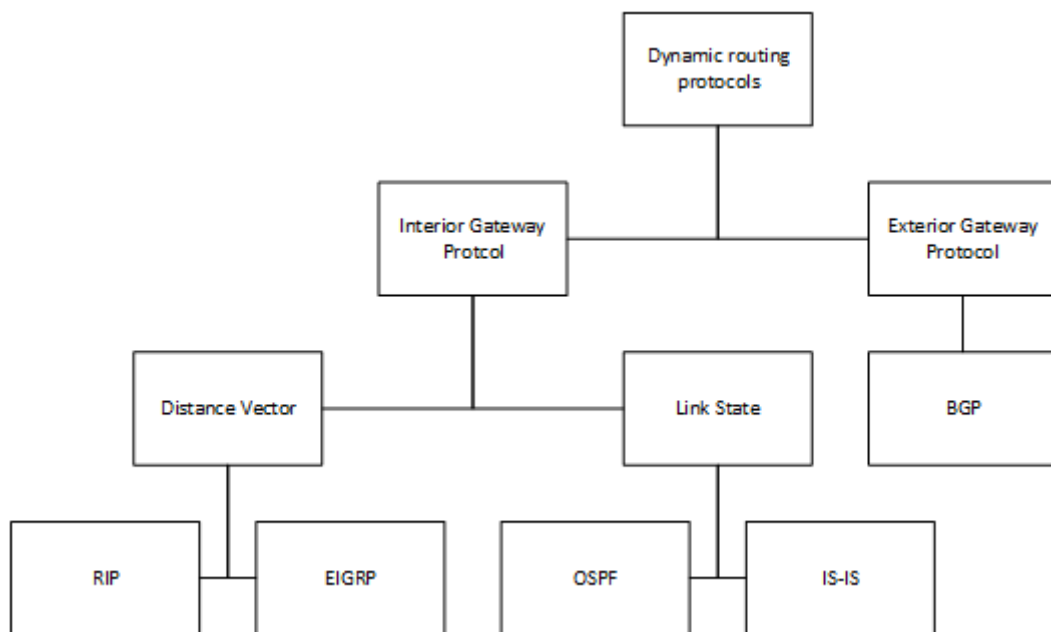 Dynamic routing
protocols
Interior Gateway
Protcol
Exterior Gateway
Protocol
Distance Vector
Link State
BGP
RIP
EIGRP
OSPF
IS-IS